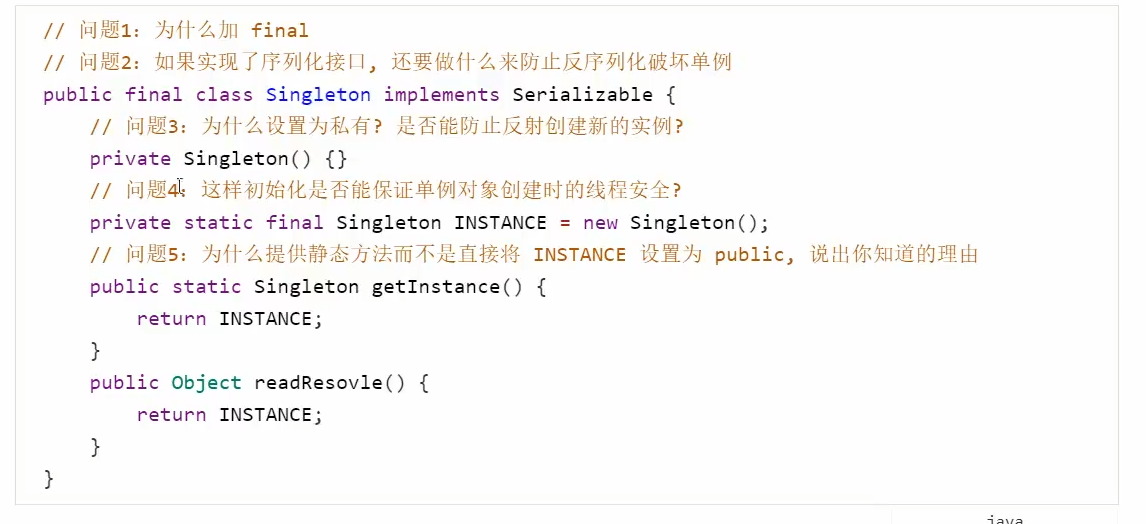 // 问题1：为什么加 final
// 问题2：如果实现了序列化接口, 还要做什么来防止反序列化破坏单例
public final class Singleton implements Serializable {
// 问题3：为什么设置为私有? 是否能防止反射创建新的实例?
private Singleton() {}
// 问题4：这样初始化是否能保证单例对象创建时的线程安全?
private static final Singleton INSTANCE = new Singleton();
// 问题5：为什么提供静态方法而不是直接将 INSTANCE 设置为 public, 说出你知道的理由
public static Singleton getInstance() {
return INSTANCE;
}
public Object readResovle() {
return INSTANCE;
}
}
java